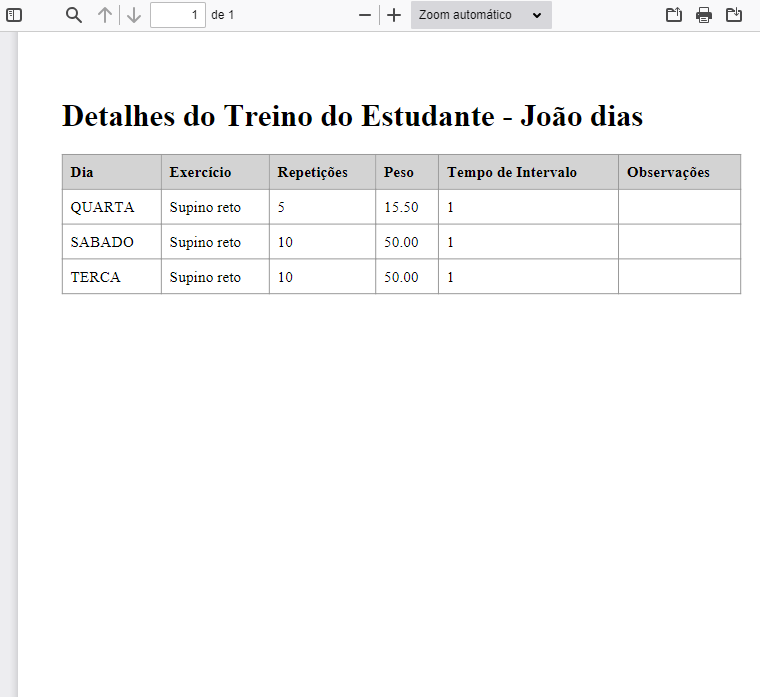 1 de 1 Zoom automático
Detalhes do Treino do Estudante - João dias
Dia Exercício Repetições Peso Tempo de Intervalo Observações
QUARTA Supino reto 5 15.50 1
SABADO Supino reto 10 50.00 1
TERCA Supino reto 10 50.00 1